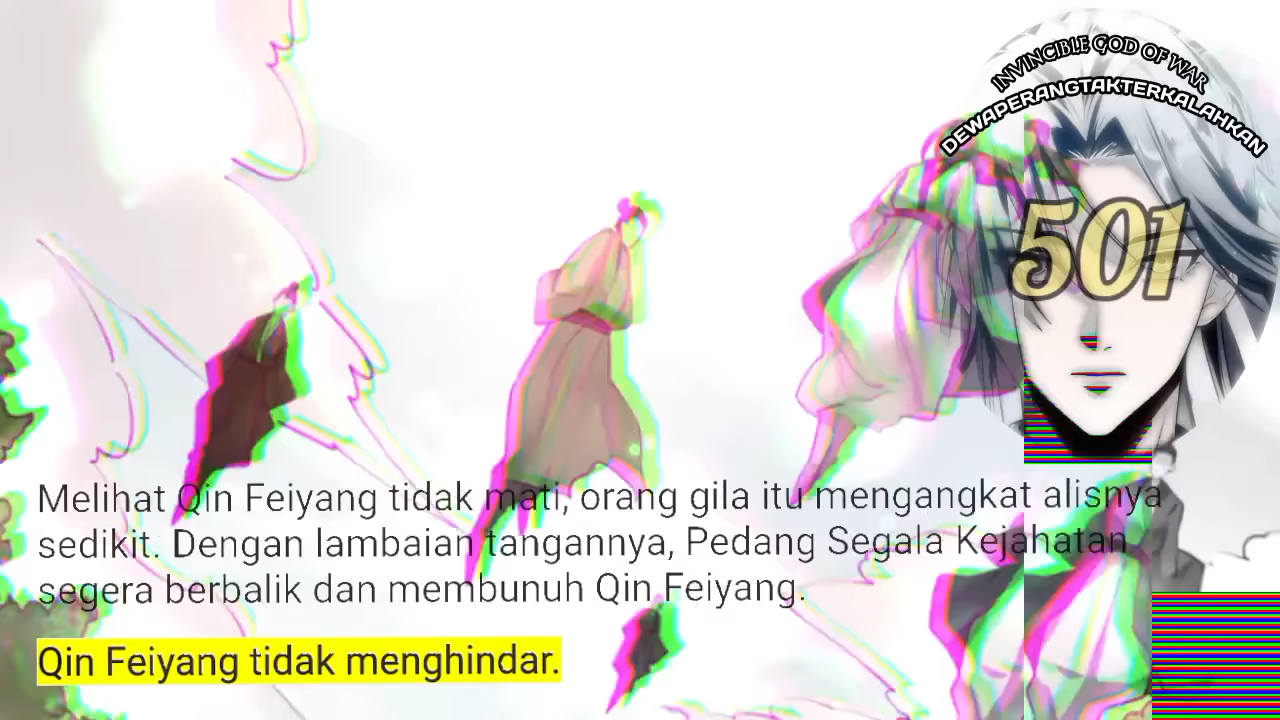 INVINCIBLE GOD OF WAR
DEWAPERANGTAKTERKALAHKAN
501
Melihat Qin Feiyang tidak mati, orang gila itu mengangkat alisnya
sedikit. Dengan lambaian tangannya, Pedang Segala Kejahatan
segera berbalik dan membunuh Qin Feiyang.
Qin Feiyang tidak menghindar.